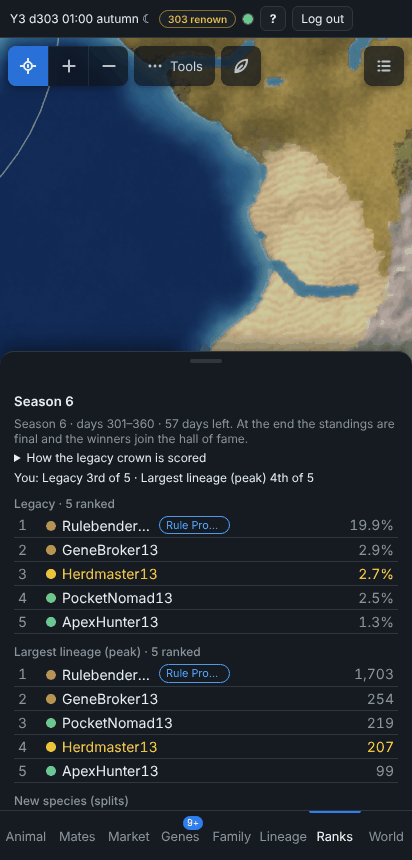 Y3 d303 01:00 autumn ☾ 303 renown ? Log out
Tools
Season 6
Season 6 · days 301–360 · 57 days left. At the end the standings are
final and the winners join the hall of fame.
▶ How the legacy crown is scored
You: Legacy 3rd of 5 · Largest lineage (peak) 4th of 5
Legacy · 5 ranked
1 Rulebender... Rule Pro... 19.9%
2 GeneBroker13 2.9%
3 Herdmaster13 2.7%
4 PocketNomad13 2.5%
5 ApexHunter13 1.3%
Largest lineage (peak) · 5 ranked
1 Rulebender... Rule Pro... 1,703
2 GeneBroker13 254
3 PocketNomad13 219
4 Herdmaster13 207
5 ApexHunter13 99
New species (splits)
9+
Animal Mates Market Genes Family Lineage Ranks World